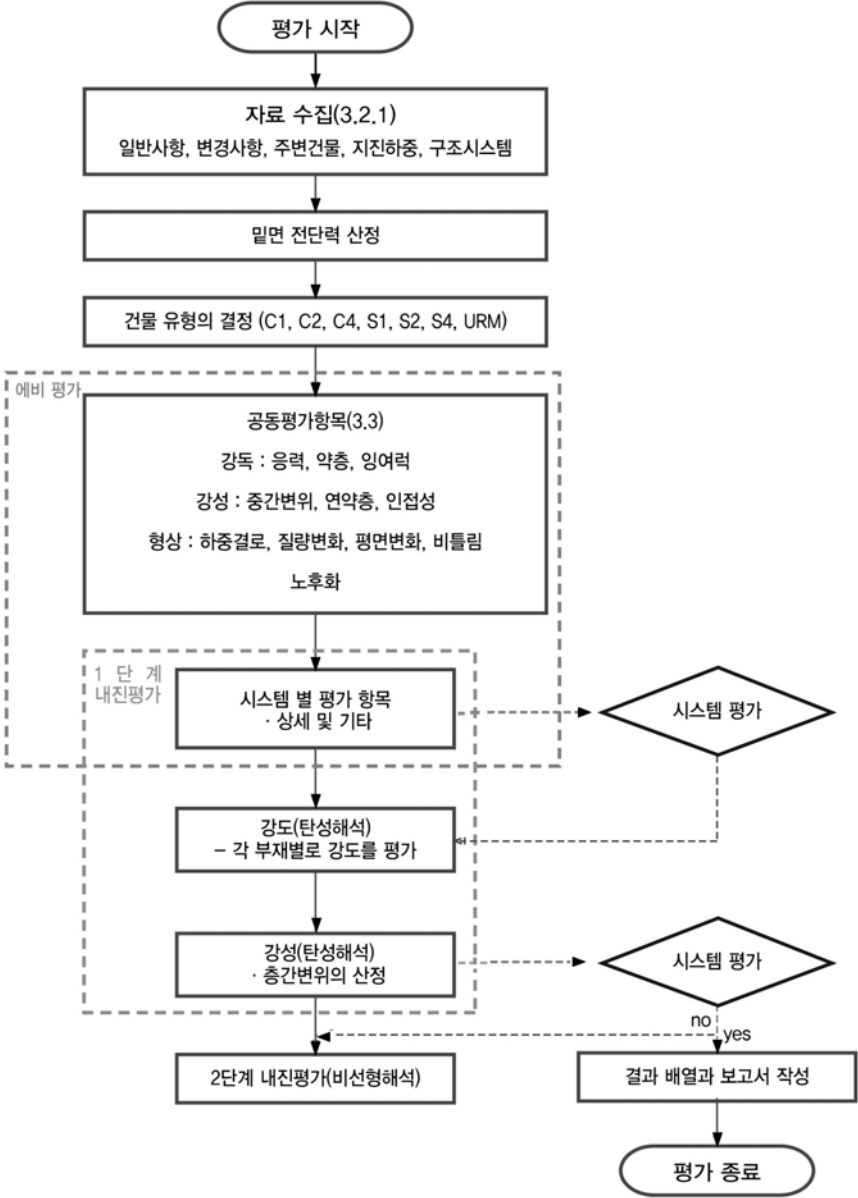 평가 시작
자료 수집(3.2.1)
일반사항, 변경사항, 주변건물, 지진하중, 구조시스템
밑면 전단력 산정
건물 유형의 결정 (C1, C2, C4, S1, S2, S4, URM)
에비 평가
공동평가항목(3.3)
강독 : 응력, 약층, 잉여럭
강성 : 중간변위, 연약층, 인접성
형상 : 하중결로, 질량변화, 평면변화, 비틀림
노후화
1 단 계
내진평가
시스템 별 평가 항목
· 상세 및 기타
시스템 평가
강도(탄성해석)
– 각 부재별로 강도를 평가
강성(탄성해석)
· 층간변위의 산정
시스템 평가
no
yes
2단계 내진평가(비선형해석)
결과 배열과 보고서 작성
평가 종료